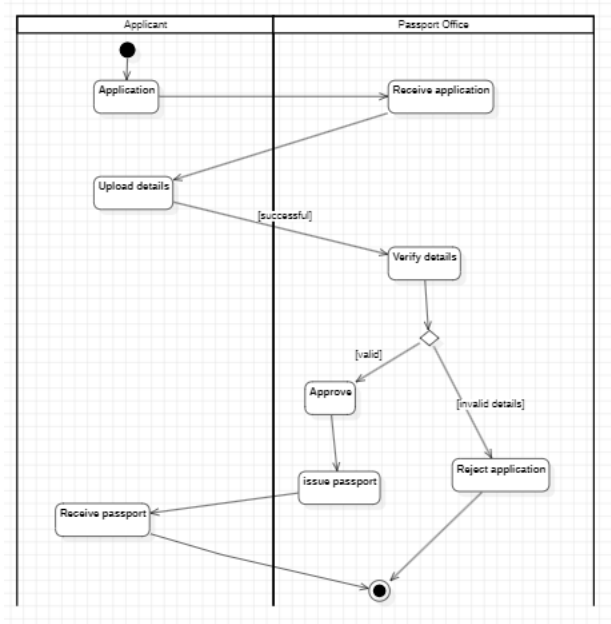 Applicant
Passport Office
Application
Receive application
Upload details
[successful]
Verify details
[valid]
Approve
[invalid details]
issue passport
Reject application
Receive passport